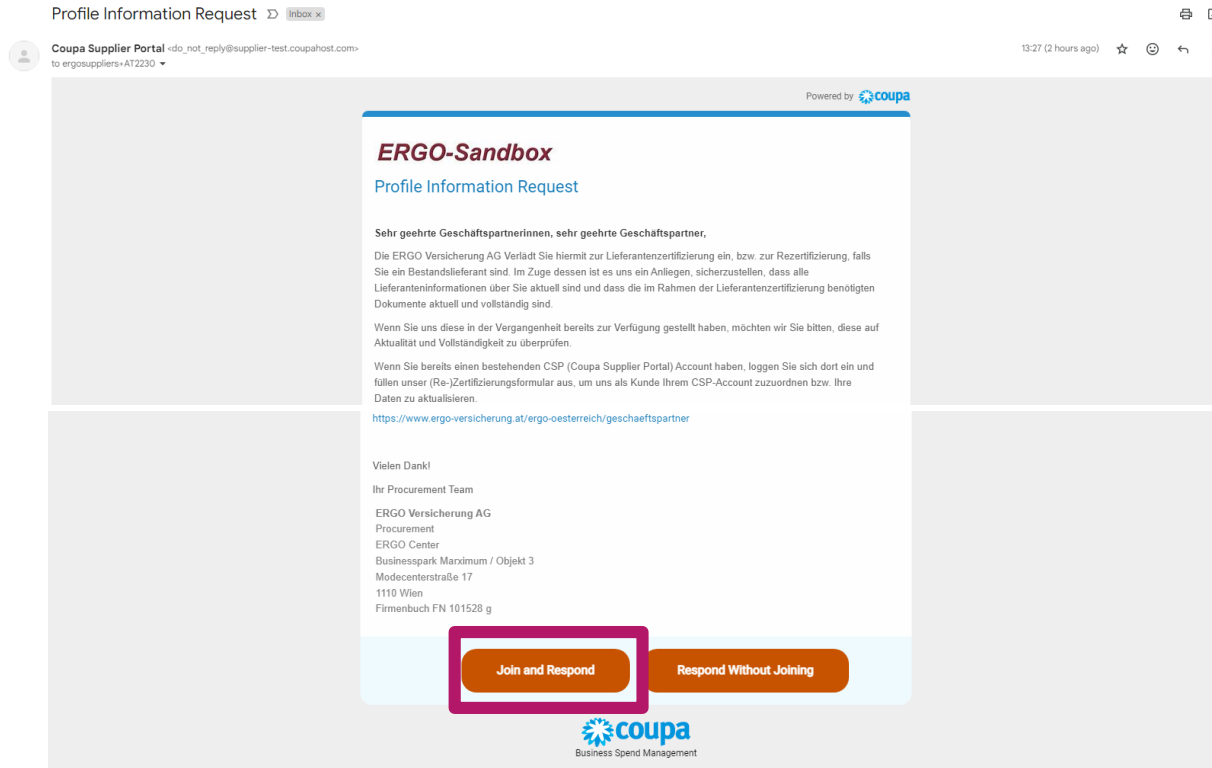 Profile Information Request Inbox x
Coupa Supplier Portal <do_not_reply@supplier-test.coupahost.com>
13:27 (2 hours ago)
to ergosuppliers+AT2230
Powered by coupa
ERGO-Sandbox
Profile Information Request
Sehr geehrte Geschäftspartnerinnen, sehr geehrte Geschäftspartner,
Die ERGO Versicherung AG Verlädt Sie hiermit zur Lieferantenzertifizierung ein, bzw. zur Rezertifizierung, falls
Sie ein Bestandslieferant sind. Im Zuge dessen ist es uns ein Anliegen, sicherzustellen, dass alle
Lieferanteninformationen über Sie aktuell sind und dass die im Rahmen der Lieferantenzertifizierung benötigten
Dokumente aktuell und vollständig sind.
Wenn Sie uns diese in der Vergangenheit bereits zur Verfügung gestellt haben, möchten wir Sie bitten, diese auf
Aktualität und Vollständigkeit zu überprüfen.
Wenn Sie bereits einen bestehenden CSP (Coupa Supplier Portal) Account haben, loggen Sie sich dort ein und
füllen unser (Re-)Zertifizierungsformular aus, um uns als Kunde Ihrem CSP-Account zuzuordnen bzw. Ihre
Daten zu aktualisieren.
https://www.ergo-versicherung.at/ergo-oesterreich/geschaeftspartner
Vielen Dank!
Ihr Procurement Team
ERGO Versicherung AG
Procurement
ERGO Center
Businesspark Marximum / Objekt 3
Modecenterstraße 17
1110 Wien
Firmenbuch FN 101528 g
Join and Respond
Respond Without Joining
coupa
Business Spend Management